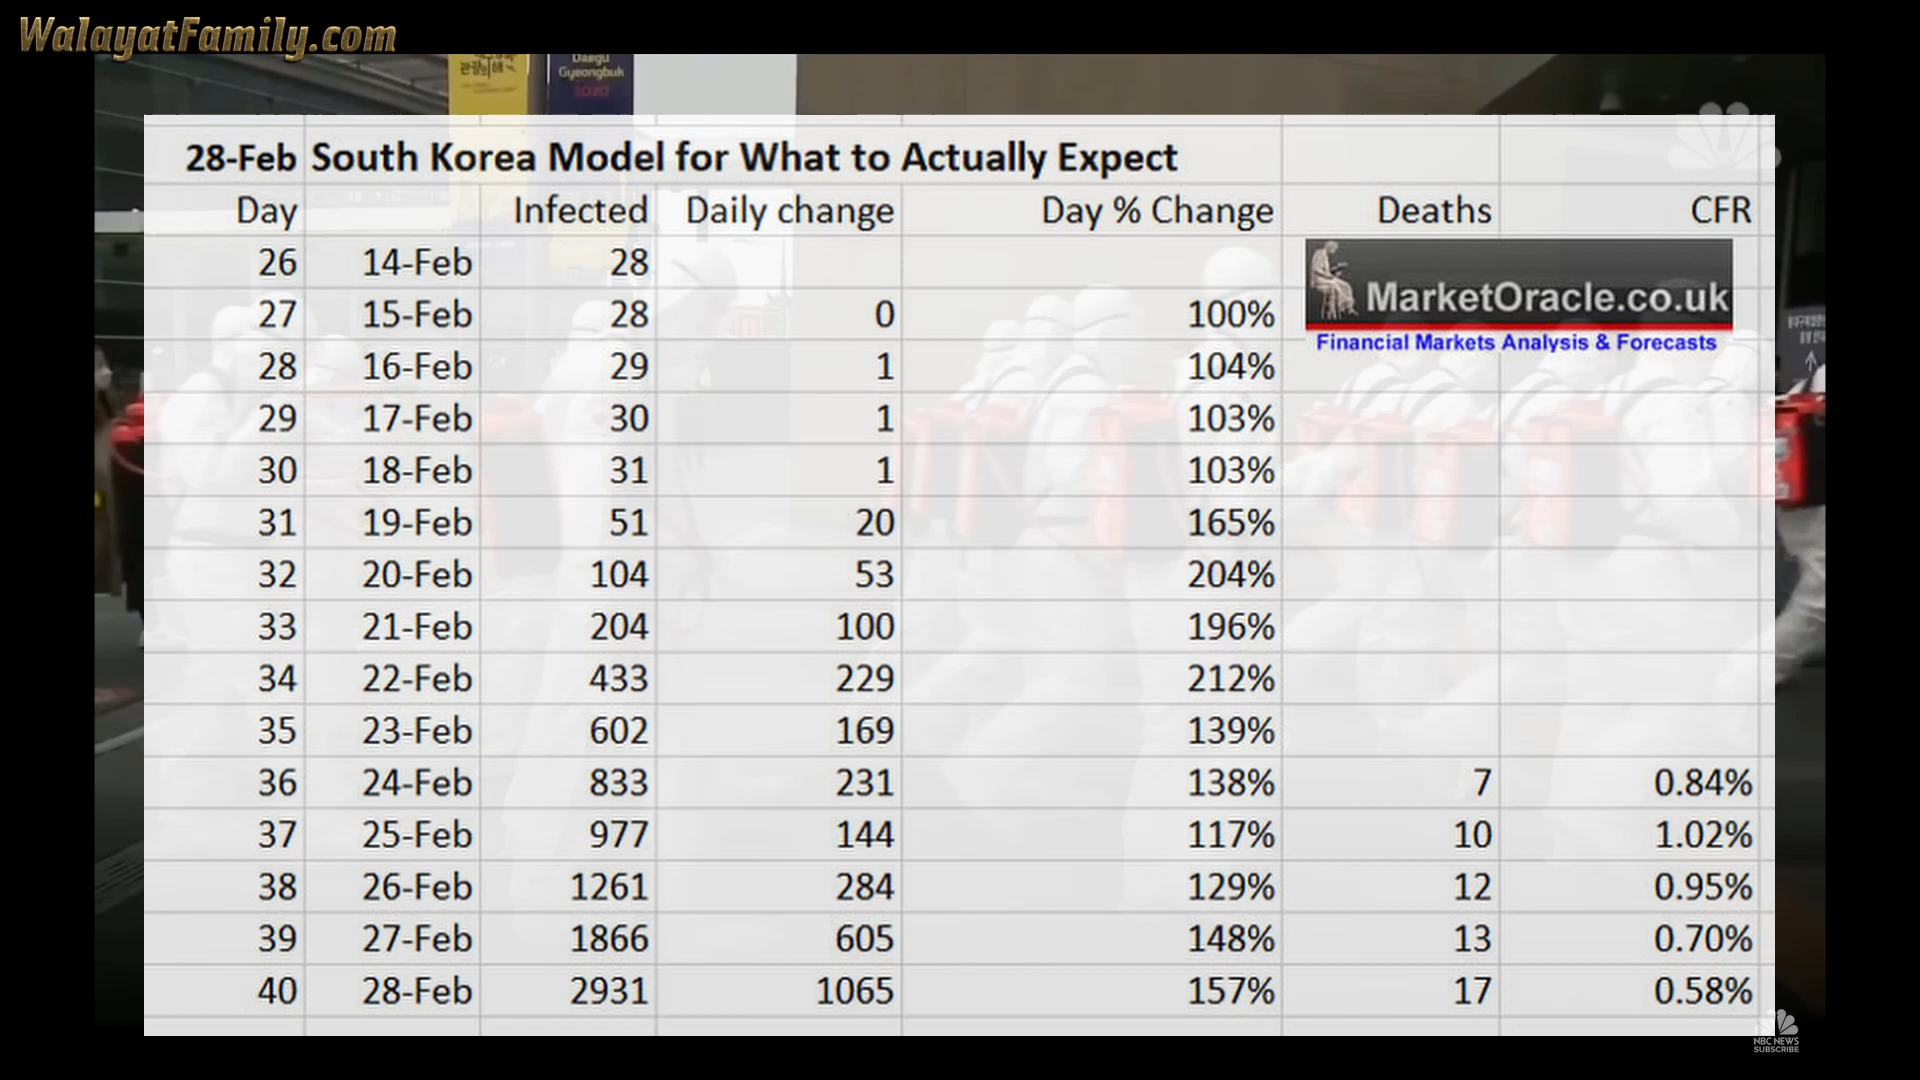 WalayatFamily.com
관광의해
Daegu
Gyeongbuk
2020
28-Feb South Korea Model for What to Actually Expect
Day Infected Daily change Day % Change Deaths CFR
26 14-Feb 28
MarketOracle.co.uk
27 15-Feb 28 0 100%
Financial Markets Analysis & Forecasts
28 16-Feb 29 1 104%
29 17-Feb 30 1 103%
30 18-Feb 31 1 103%
31 19-Feb 51 20 165%
32 20-Feb 104 53 204%
33 21-Feb 204 100 196%
34 22-Feb 433 229 212%
35 23-Feb 602 169 139%
36 24-Feb 833 231 138% 7 0.84%
37 25-Feb 977 144 117% 10 1.02%
38 26-Feb 1261 284 129% 12 0.95%
39 27-Feb 1866 605 148% 13 0.70%
40 28-Feb 2931 1065 157% 17 0.58%
NBC NEWS
SUBSCRIBE